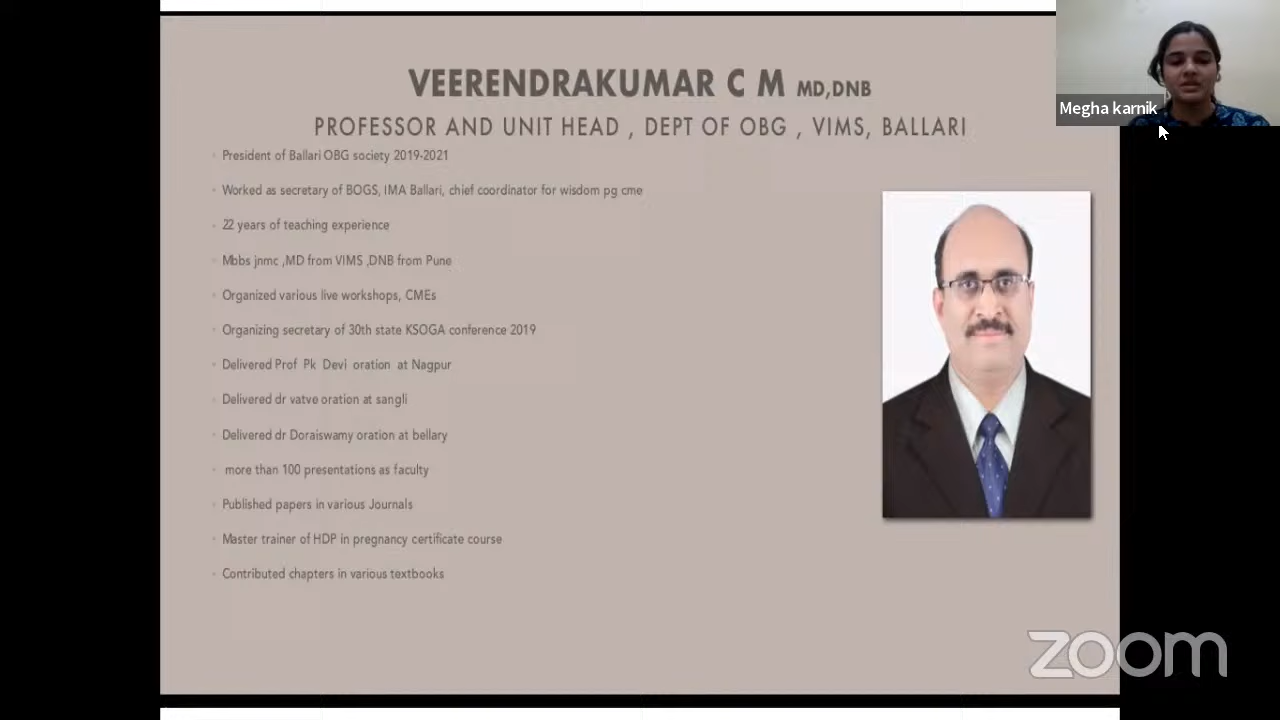 VEERENDRAKUMAR C M MD,DNB
PROFESSOR AND UNIT HEAD , DEPT OF OBG , VIMS, BALLARI
President of Ballari OBG society 2019-2021
Worked as secretary of BOGS, IMA Ballari, chief coordinator for wisdom pg cme
22 years of teaching experience
Mbbs jnmc ,MD from VIMS ,DNB from Pune
Organized various live workshops, CMEs
Organizing secretary of 30th state KSOGA conference 2019
Delivered Prof Pk Devi oration at Nagpur
Delivered dr vatve oration at sangli
Delivered dr Doraiswamy oration at bellary
more than 100 presentations as faculty
Published papers in various Journals
Master trainer of HDP in pregnancy certificate course
Contributed chapters in various textbooks
Megha karnik
zoom